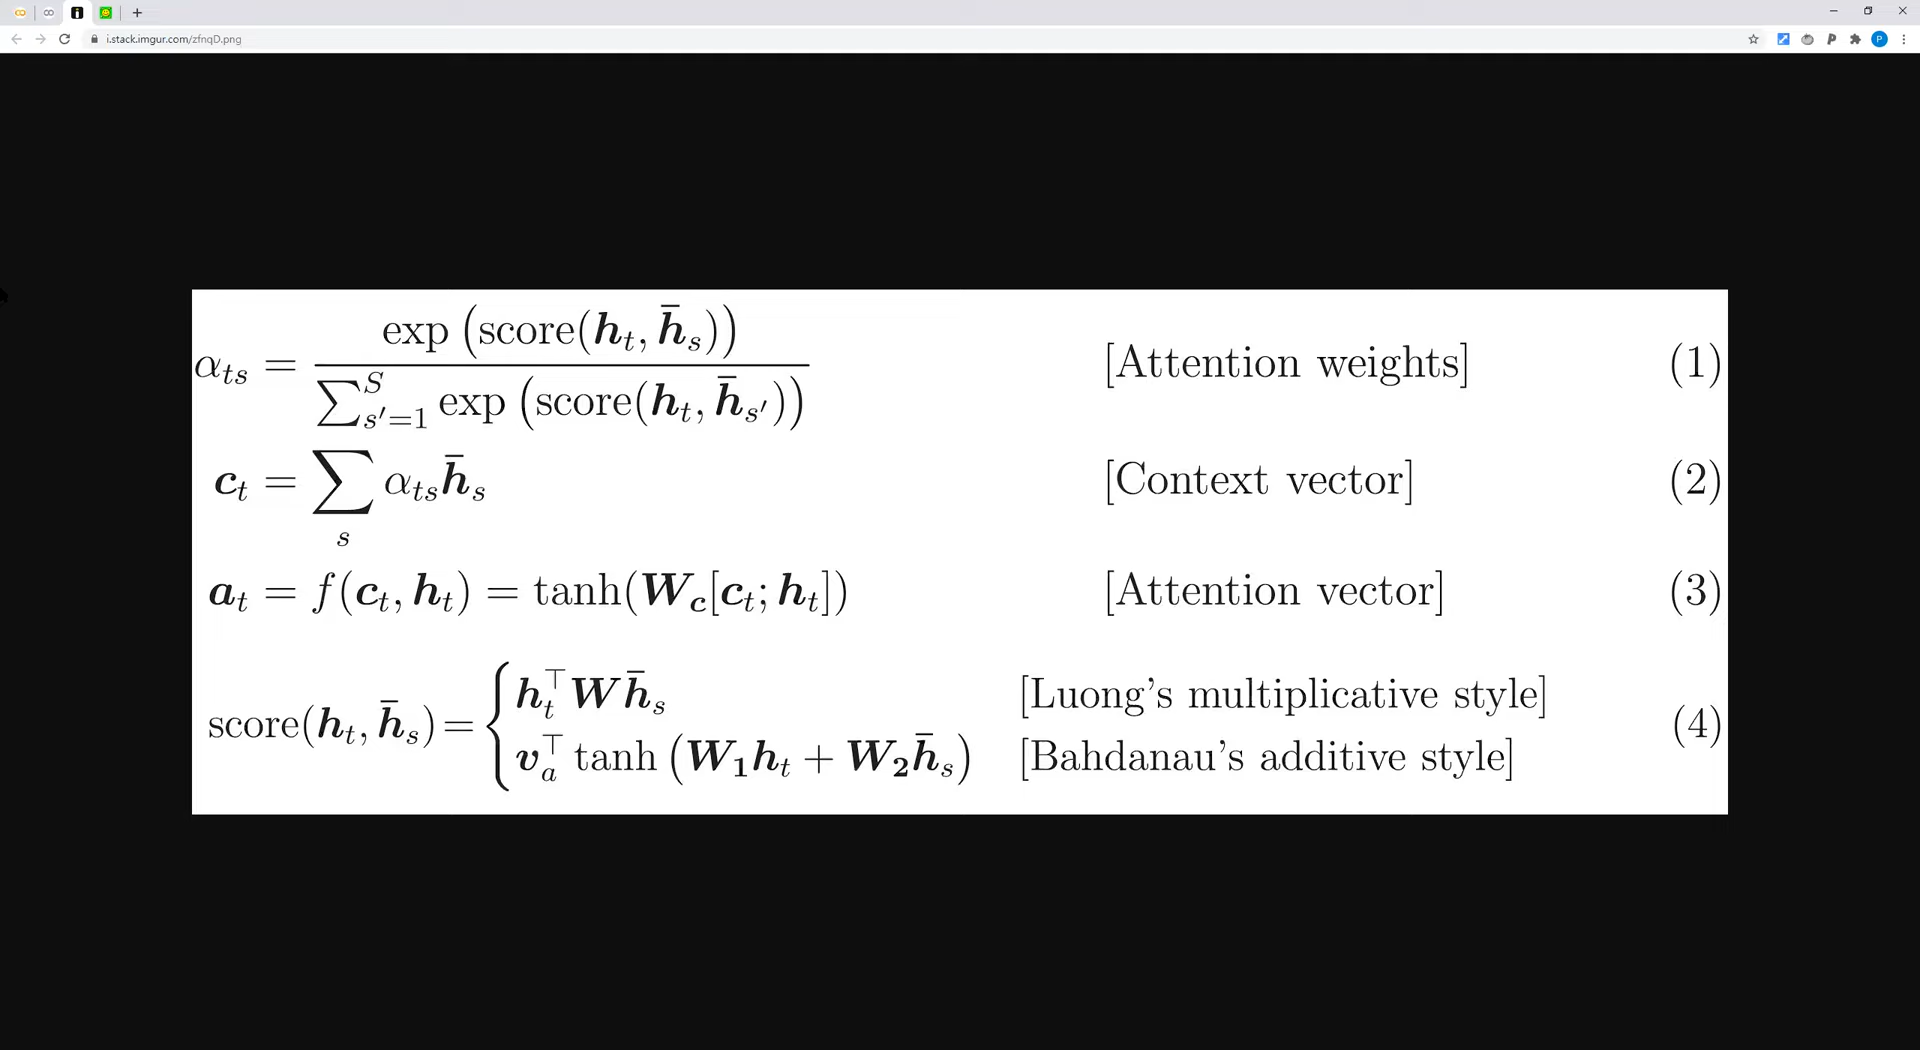 i.stack.imgur.com/zfnqD.png
P
α_ts = exp(score(h_t, h̄_s)) / ∑_{s'=1}^{S} exp(score(h_t, h̄_{s'})) [Attention weights] (1)
c_t = ∑_s α_ts h̄_s [Context vector] (2)
a_t = f(c_t, h_t) = tanh(W_c[c_t; h_t]) [Attention vector] (3)
score(h_t, h̄_s) = { h_t^⊤ W h̄_s [Luong's multiplicative style]
v_a^⊤ tanh(W_1 h_t + W_2 h̄_s) [Bahdanau's additive style] (4)